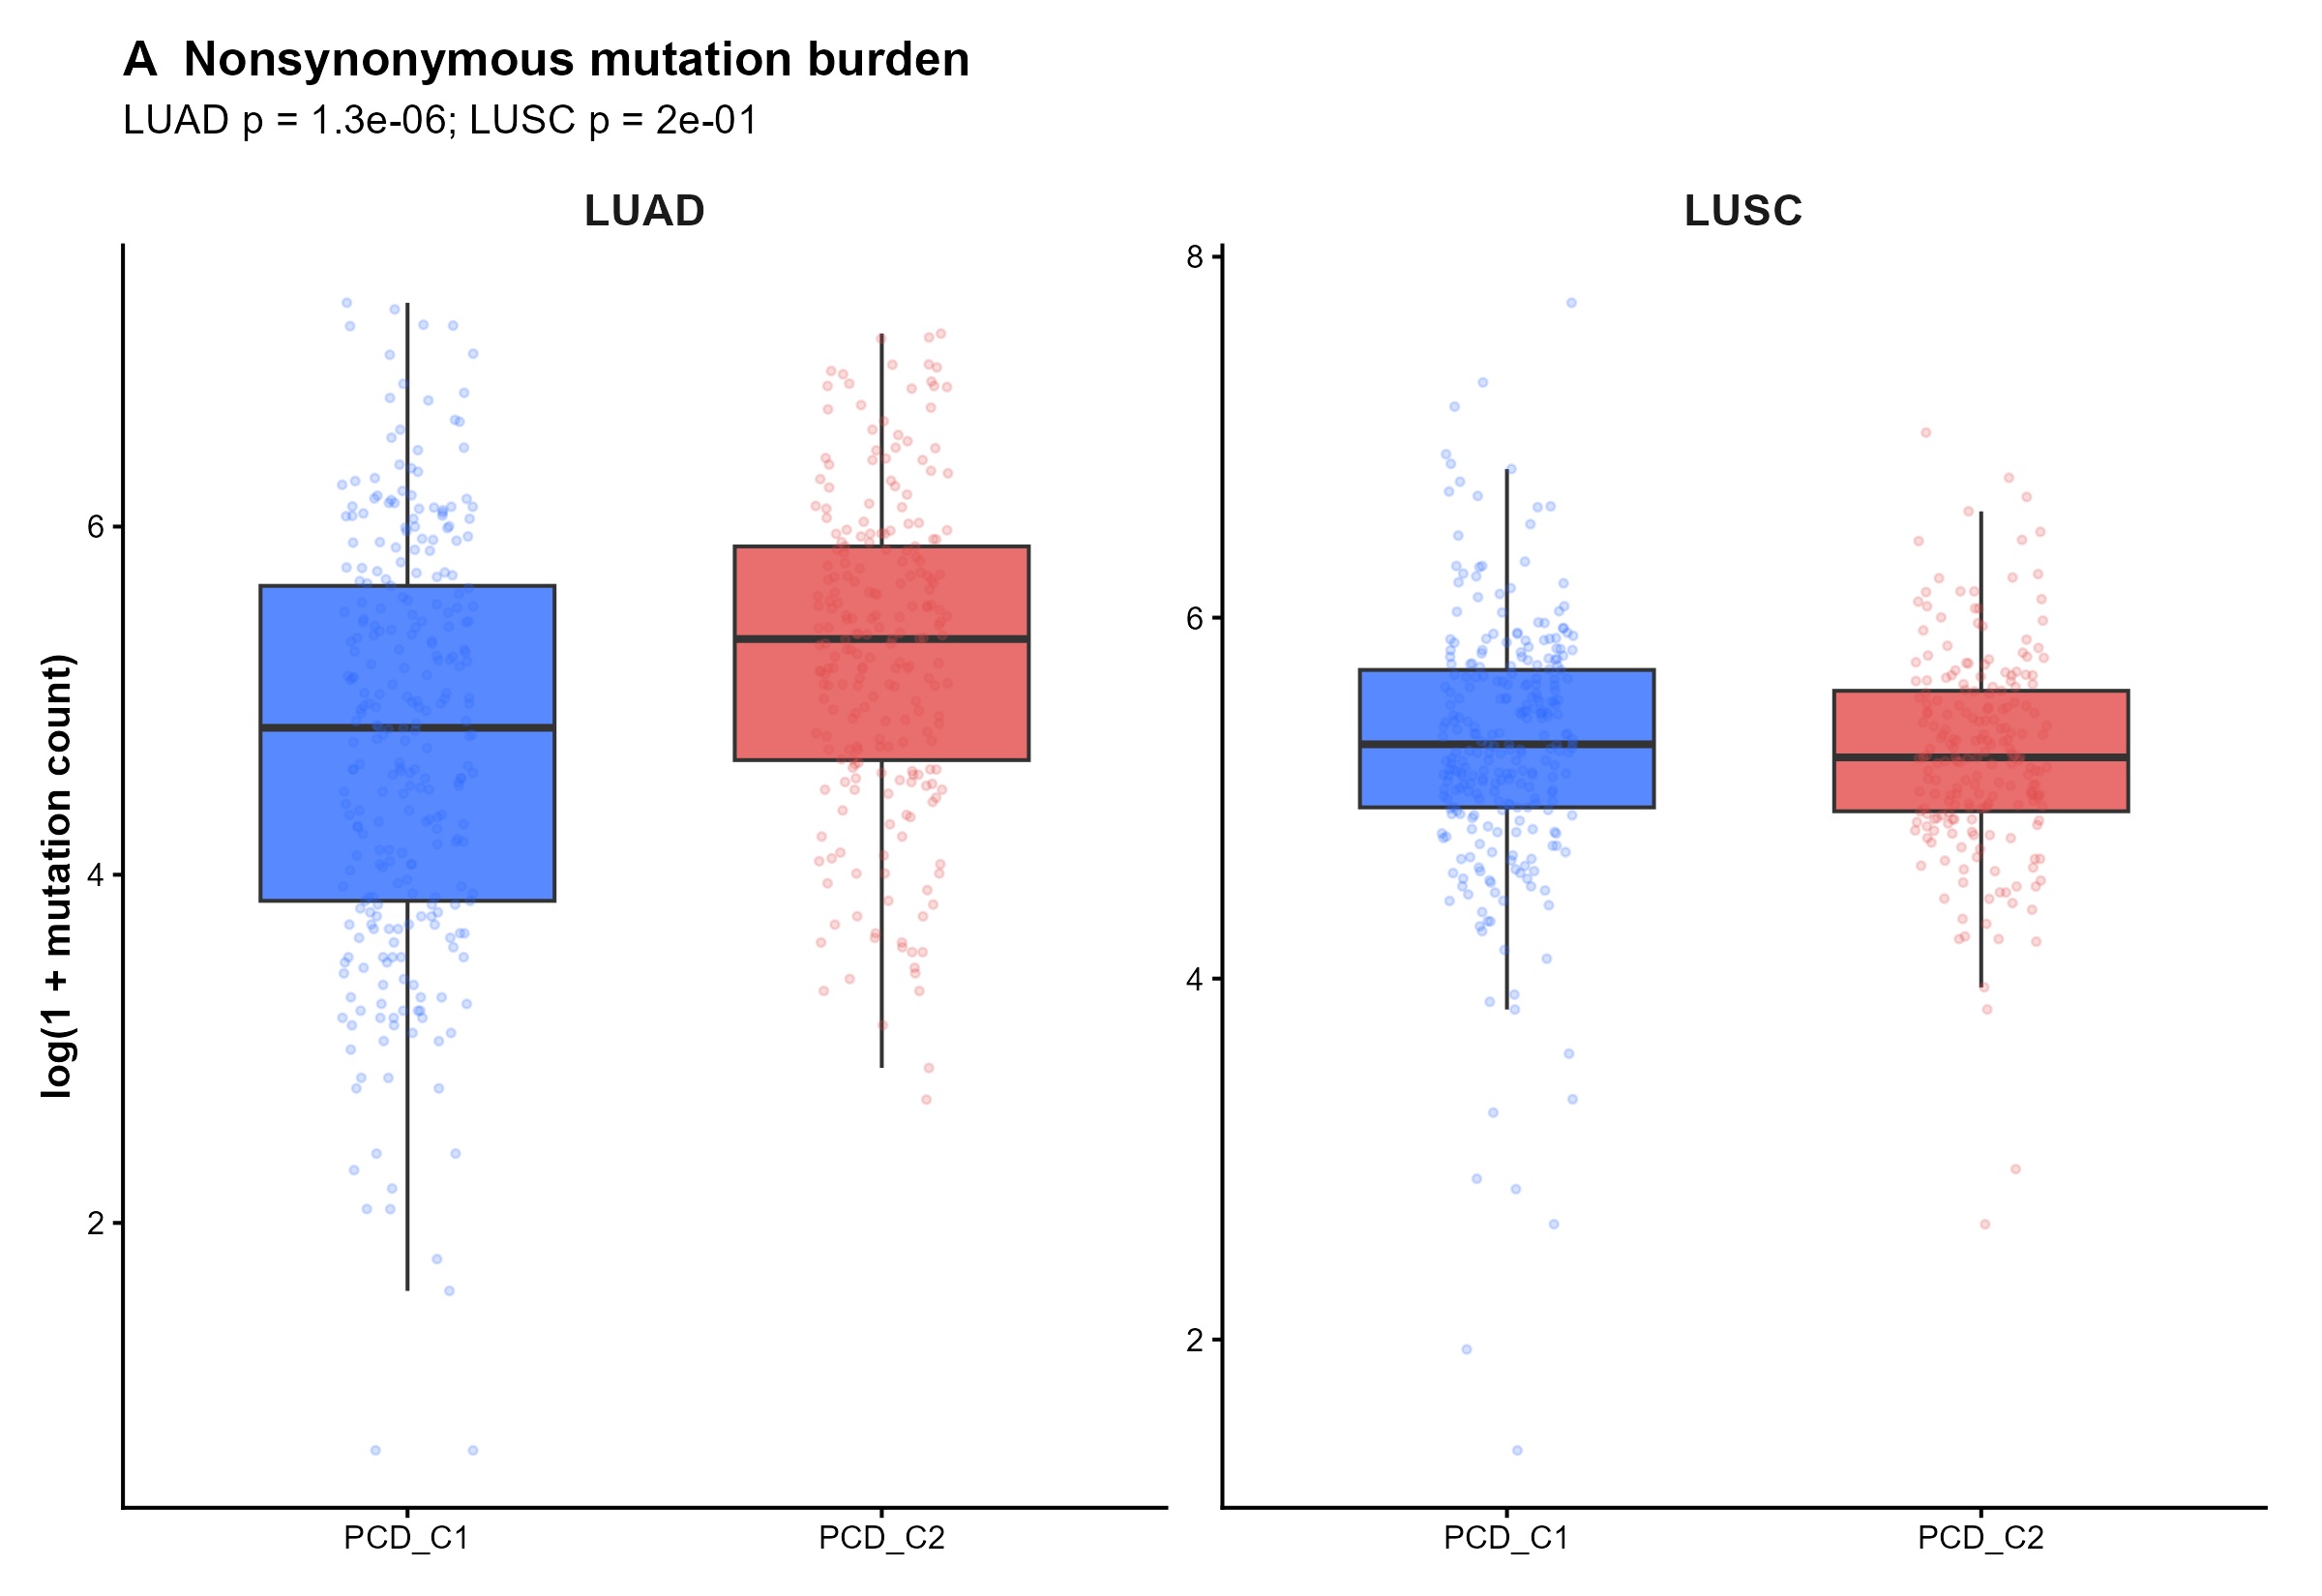 A Nonsynonymous mutation burden
LUAD p = 1.3e-06; LUSC p = 2e-01
LUAD
LUSC
log(1 + mutation count)
6
4
2
8
6
4
2
PCD_C1
PCD_C2
PCD_C1
PCD_C2